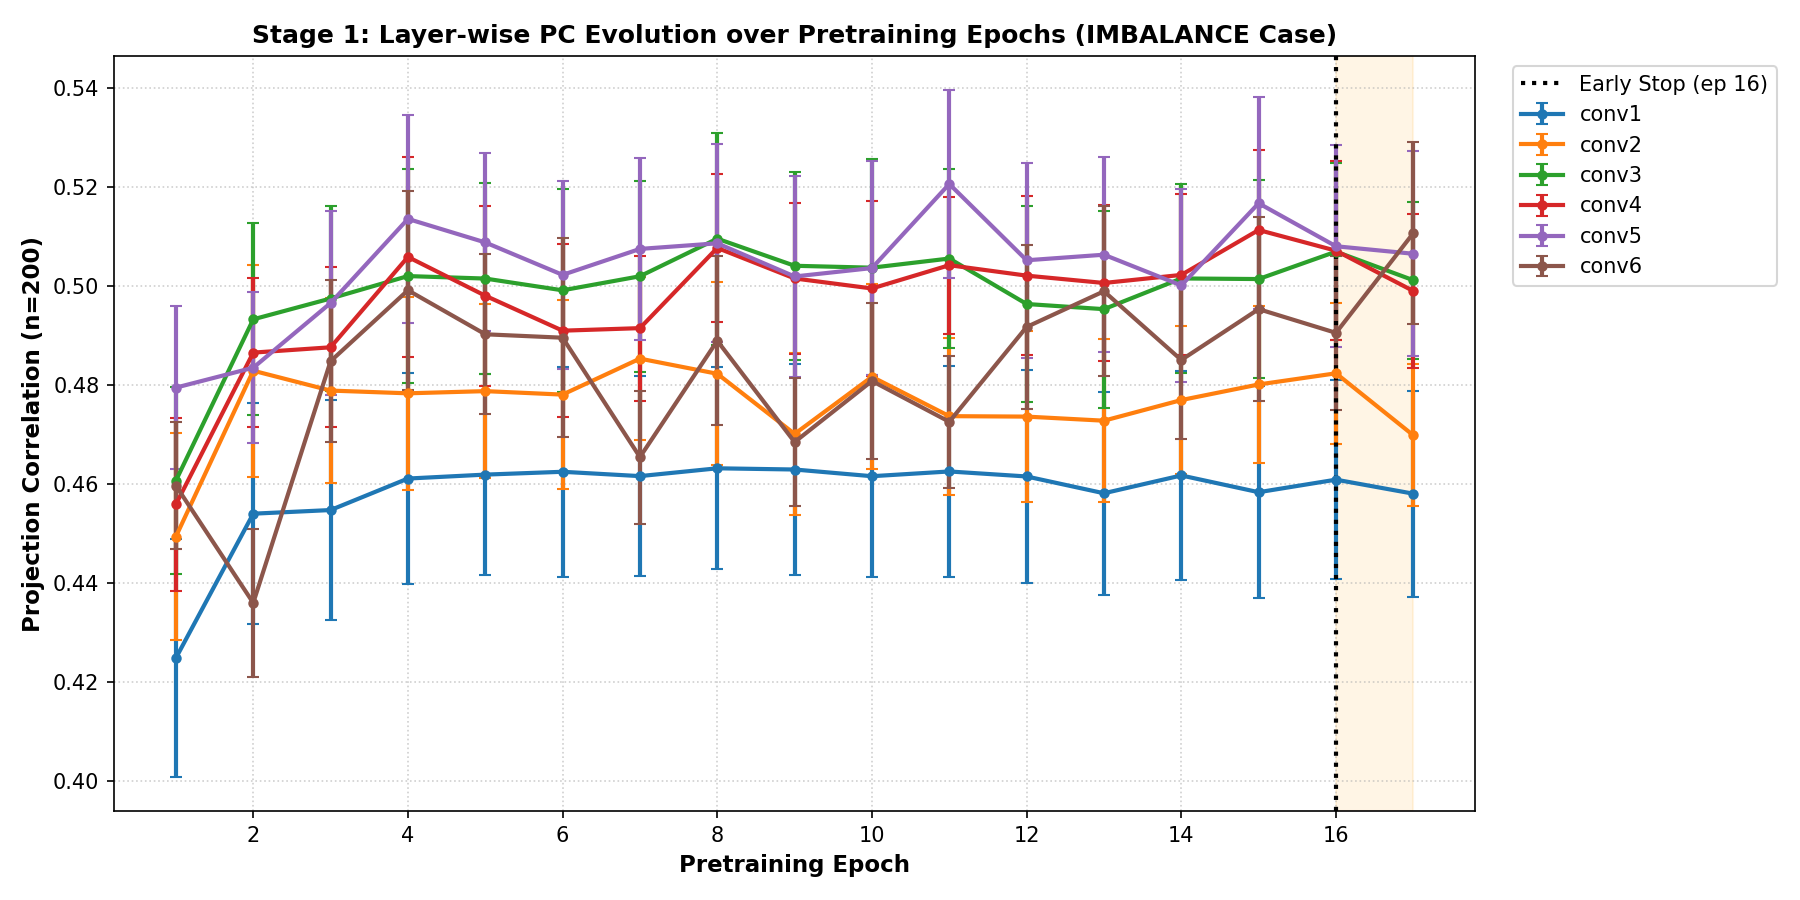 Stage 1: Layer-wise PC Evolution over Pretraining Epochs (IMBALANCE Case)
Projection Correlation (n=200)
0.54
0.52
0.50
0.48
0.46
0.44
0.42
0.40
2 4 6 8 10 12 14 16
Pretraining Epoch
Early Stop (ep 16)
conv1
conv2
conv3
conv4
conv5
conv6